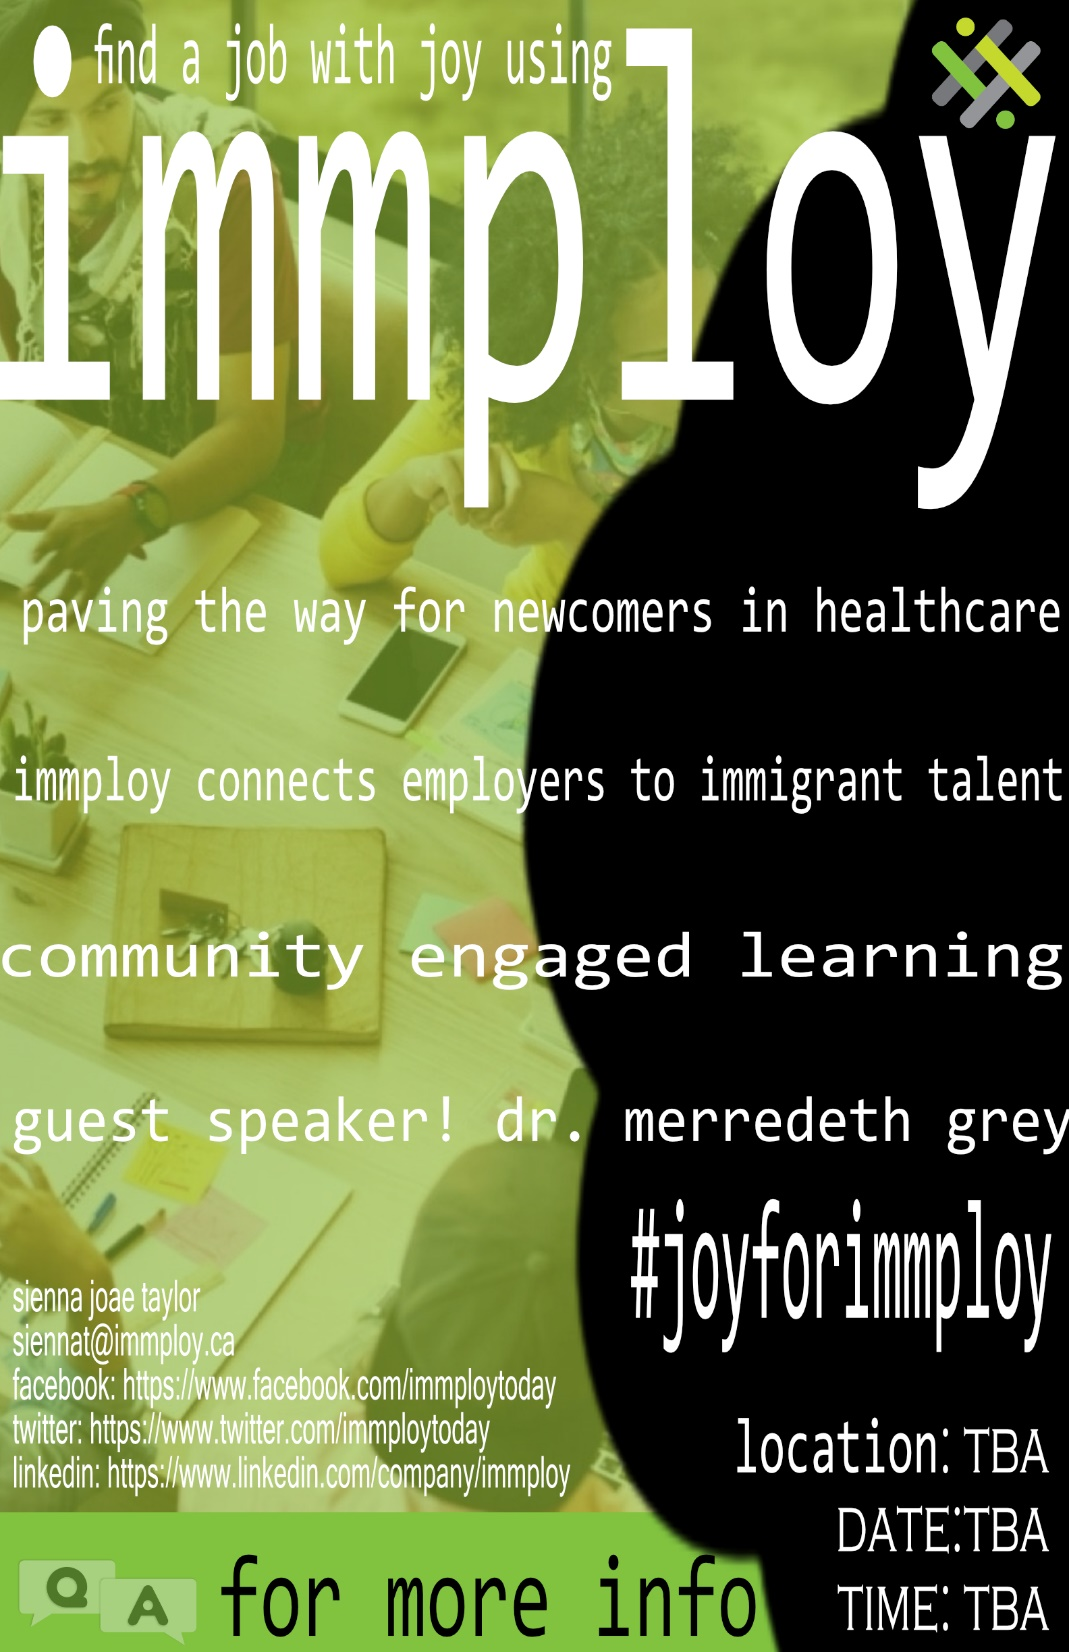 find a job with joy using
immploy
paving the way for newcomers in healthcare
immploy connects employers to immigrant talent
community engaged learning
guest speaker! dr. merredeth grey
#joyforimmploy
sienna joae taylor
siennat@immploy.ca
facebook: https://www.facebook.com/immploytoday
twitter: https://www.twitter.com/immploytoday
linkedin: https://www.linkedin.com/company/immploy
location: TBA
DATE:TBA
TIME: TBA
Q A for more info